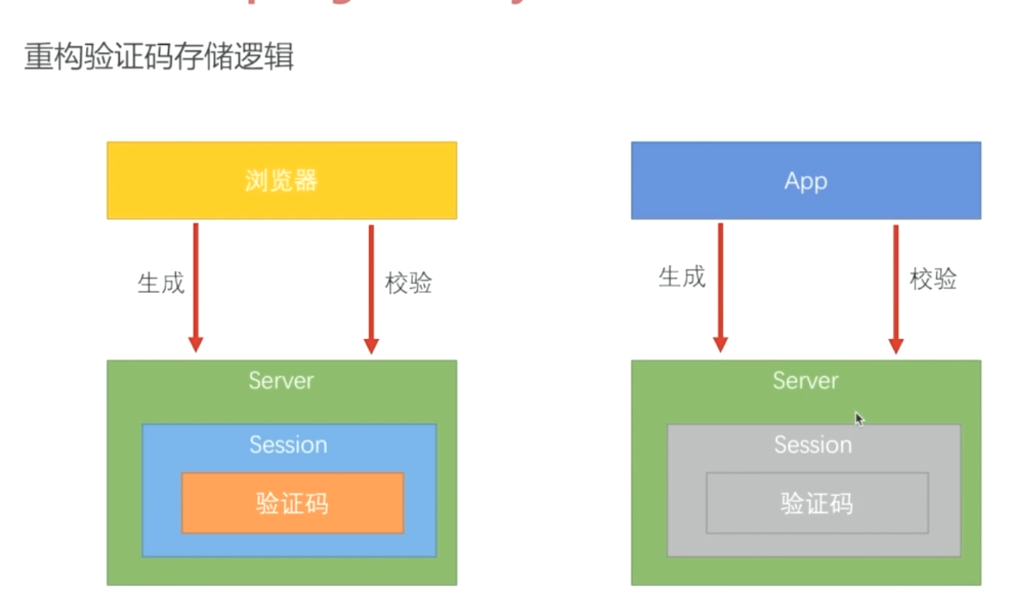 重构验证码存储逻辑
浏览器
App
生成
校验
生成
校验
Server
Server
Session
Session
验证码
验证码